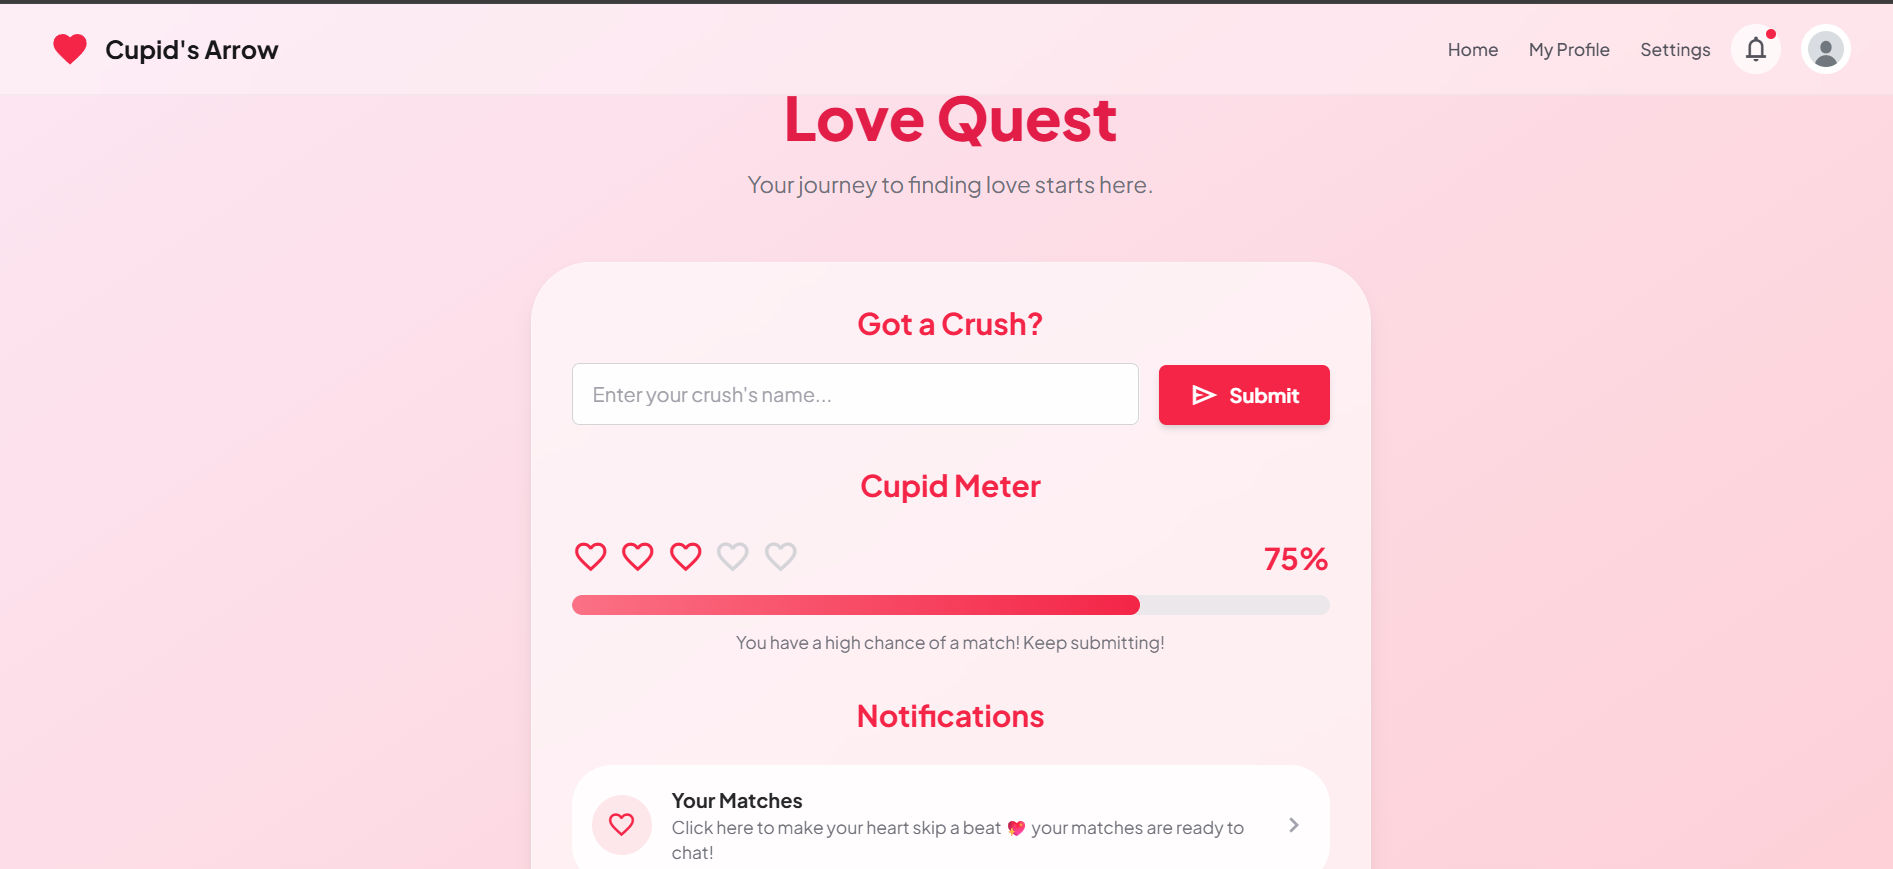 Cupid's Arrow
Home
My Profile
Settings
Love Quest
Your journey to finding love starts here.
Got a Crush?
Enter your crush's name...
Submit
Cupid Meter
75%
You have a high chance of a match! Keep submitting!
Notifications
Your Matches
Click here to make your heart skip a beat 💖 your matches are ready to
chat!